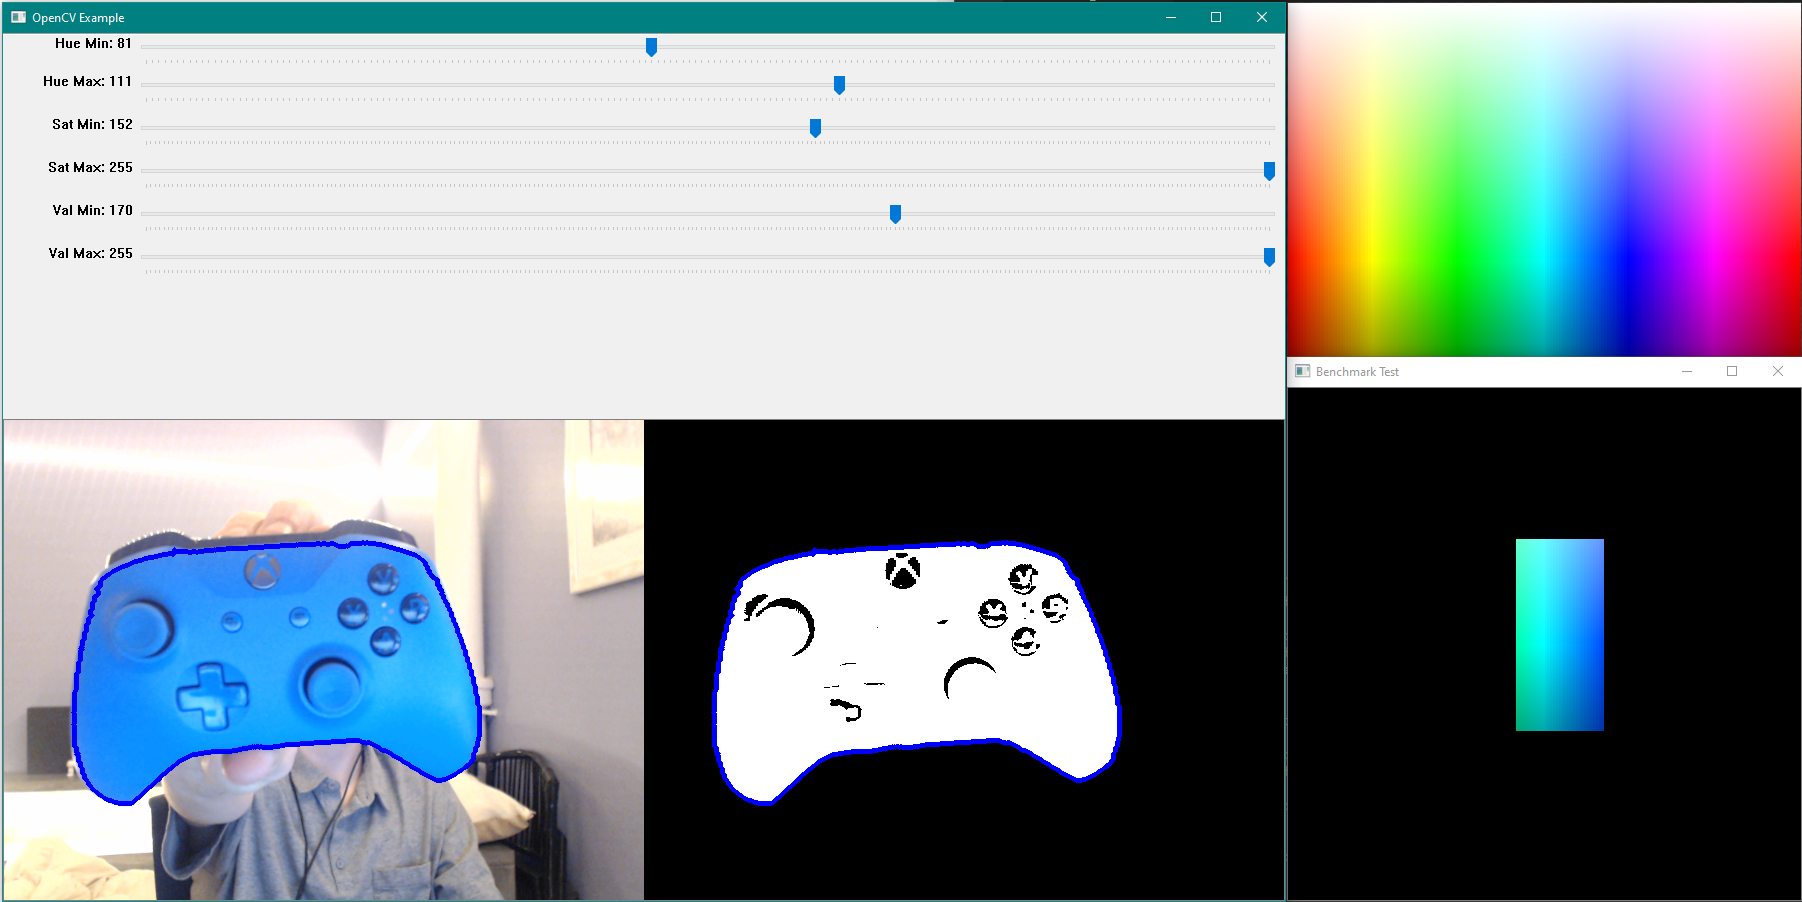 OpenCV Example
Hue Min: 81
Hue Max: 111
Sat Min: 152
Sat Max: 255
Val Min: 170
Val Max: 255
Benchmark Test